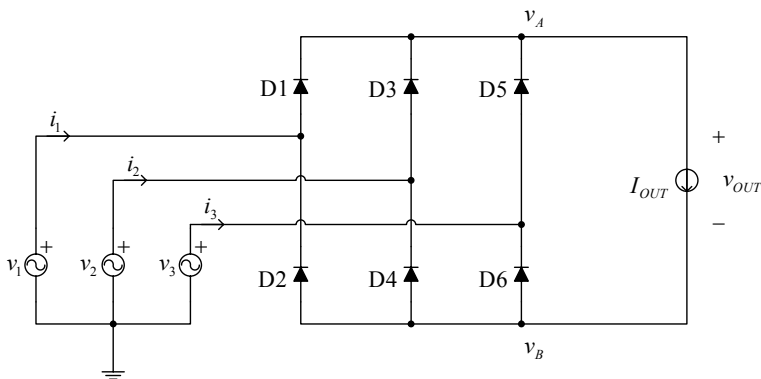 v_A
D1 D3 D5
i_1
+
i_2
I_OUT v_OUT
i_3
−
v_1 + v_2 + v_3 +
D2 D4 D6
v_B